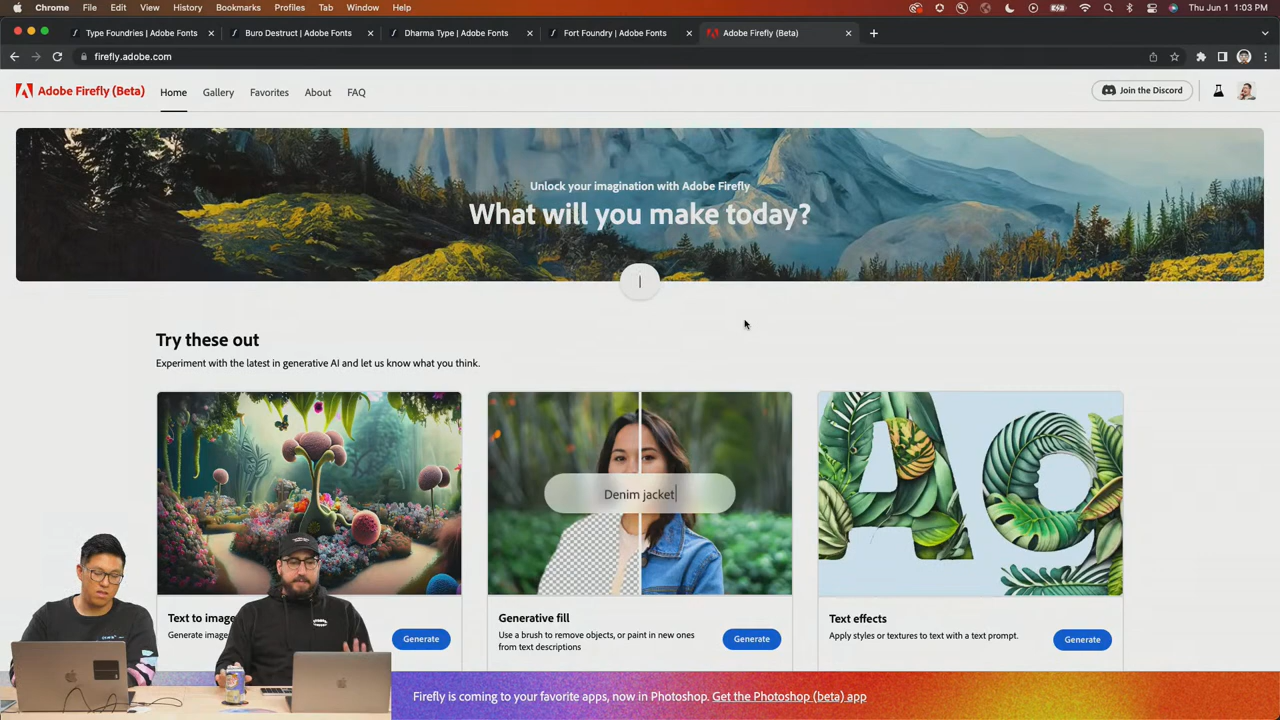 Chrome File Edit View History Bookmarks Profiles Tab Window Help Thu Jun 1 1:03 PM
Type Foundries | Adobe Fonts Buro Destruct | Adobe Fonts Dharma Type | Adobe Fonts Fort Foundry | Adobe Fonts Adobe Firefly (Beta)
firefly.adobe.com
Adobe Firefly (Beta) Home Gallery Favorites About FAQ Join the Discord
Unlock your imagination with Adobe Firefly
What will you make today?
Try these out
Experiment with the latest in generative AI and let us know what you think.
Denim jacket
Text to image Generative fill Text effects
Generate Use a brush to remove objects, or paint in new ones Generate Apply styles or textures to text with a text prompt. Generate
from text descriptions
Firefly is coming to your favorite apps, now in Photoshop. Get the Photoshop (beta) app